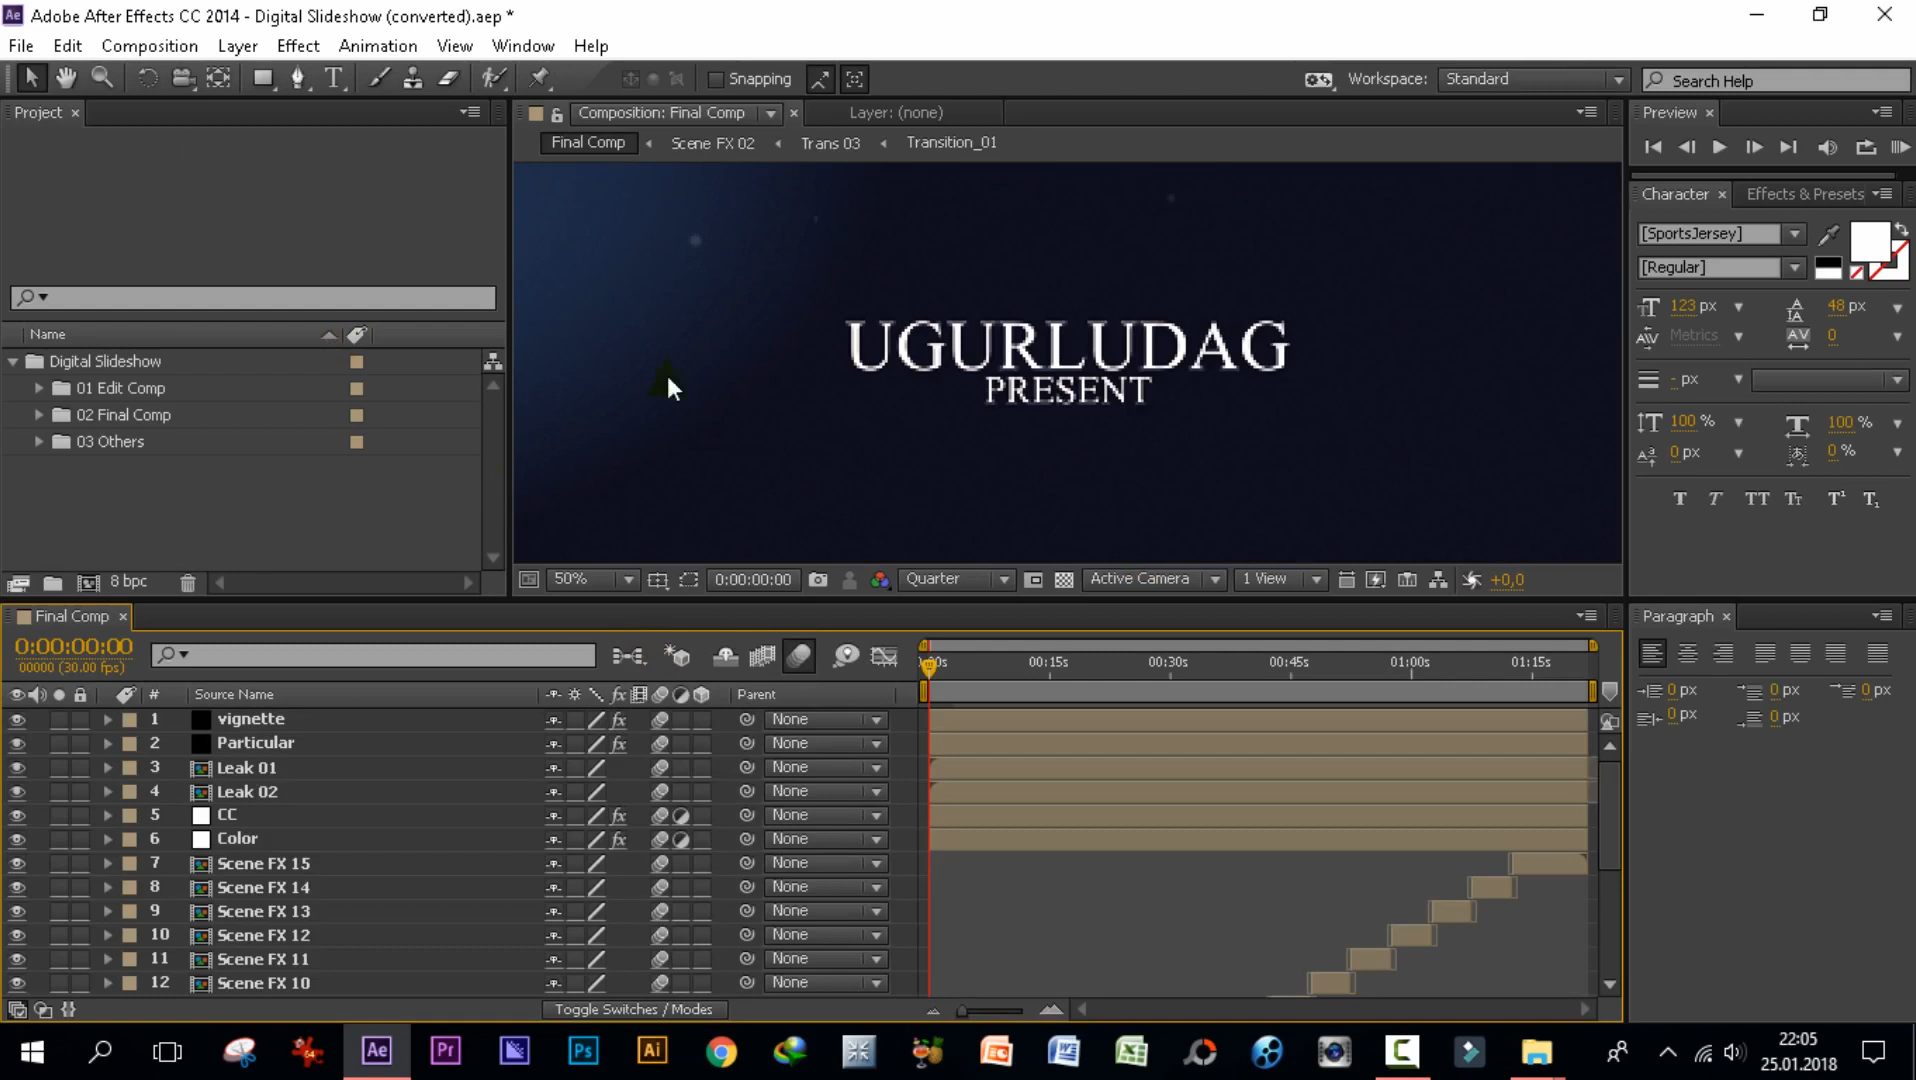 Adobe After Effects CC 2014 - Digital Slideshow (converted).aep *
File Edit Composition Layer Effect Animation View Window Help
Snapping Workspace: Standard Search Help
Project Composition: Final Comp Layer: (none) Preview
Final Comp Scene FX 02 Trans 03 Transition_01
Character Effects & Presets
[SportsJersey]
[Regular]
123 px 48 px
Metrics 0
- px
100 % 100 %
0 px 0 %
T T TT Tt T¹ T₁
UGURLUDAG
PRESENT
Name
Digital Slideshow
01 Edit Comp
02 Final Comp
03 Others
8 bpc
50% 0:00:00:00 Quarter Active Camera 1 View +0,0
Final Comp
0:00:00:00
00000 (30.00 fps)
:00s 00:15s 00:30s 00:45s 01:00s 01:15s
# Source Name Parent
1 vignette None
2 Particular None
3 Leak 01 None
4 Leak 02 None
5 CC None
6 Color None
7 Scene FX 15 None
8 Scene FX 14 None
9 Scene FX 13 None
10 Scene FX 12 None
11 Scene FX 11 None
12 Scene FX 10 None
Toggle Switches / Modes
Paragraph
0 px 0 px 0 px
0 px 0 px
Ae Pr Ps Ai
22:05
25.01.2018